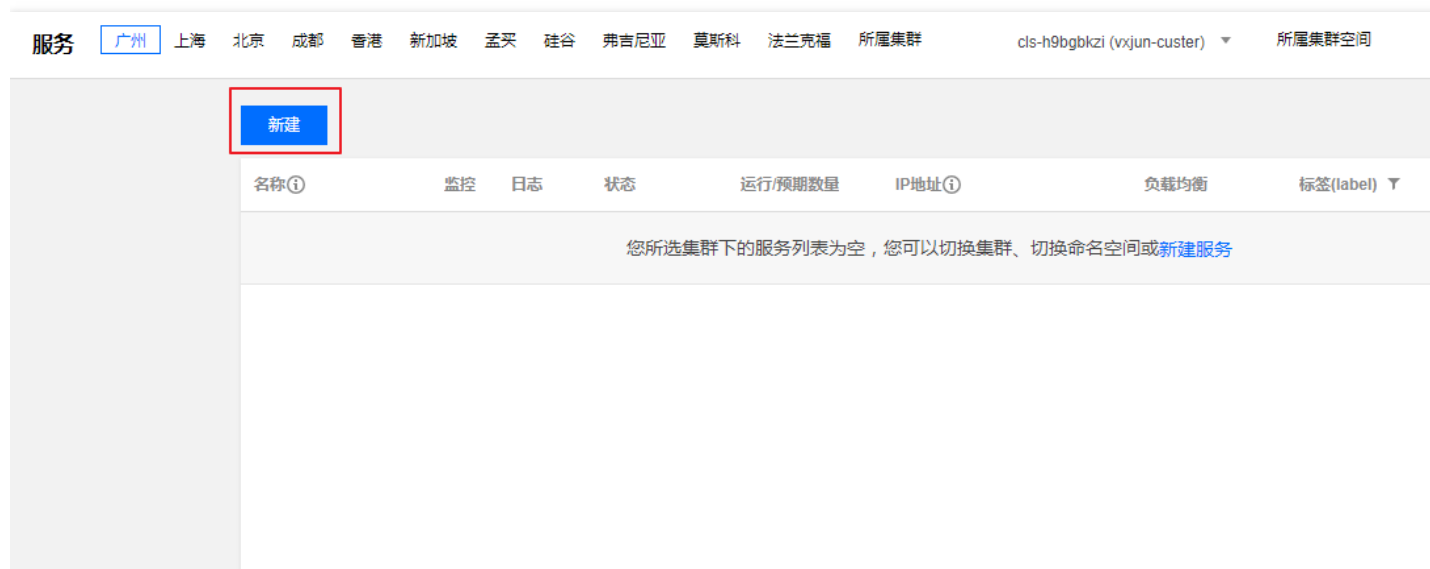 服务 广州 上海 北京 成都 香港 新加坡 孟买 硅谷 弗吉尼亚 莫斯科 法兰克福 所属集群 cls-h9bgbkzi (vxjun-custer) 所属集群空间
新建
名称 监控 日志 状态 运行/预期数量 IP地址 负载均衡 标签(label)
您所选集群下的服务列表为空，您可以切换集群、切换命名空间或新建服务